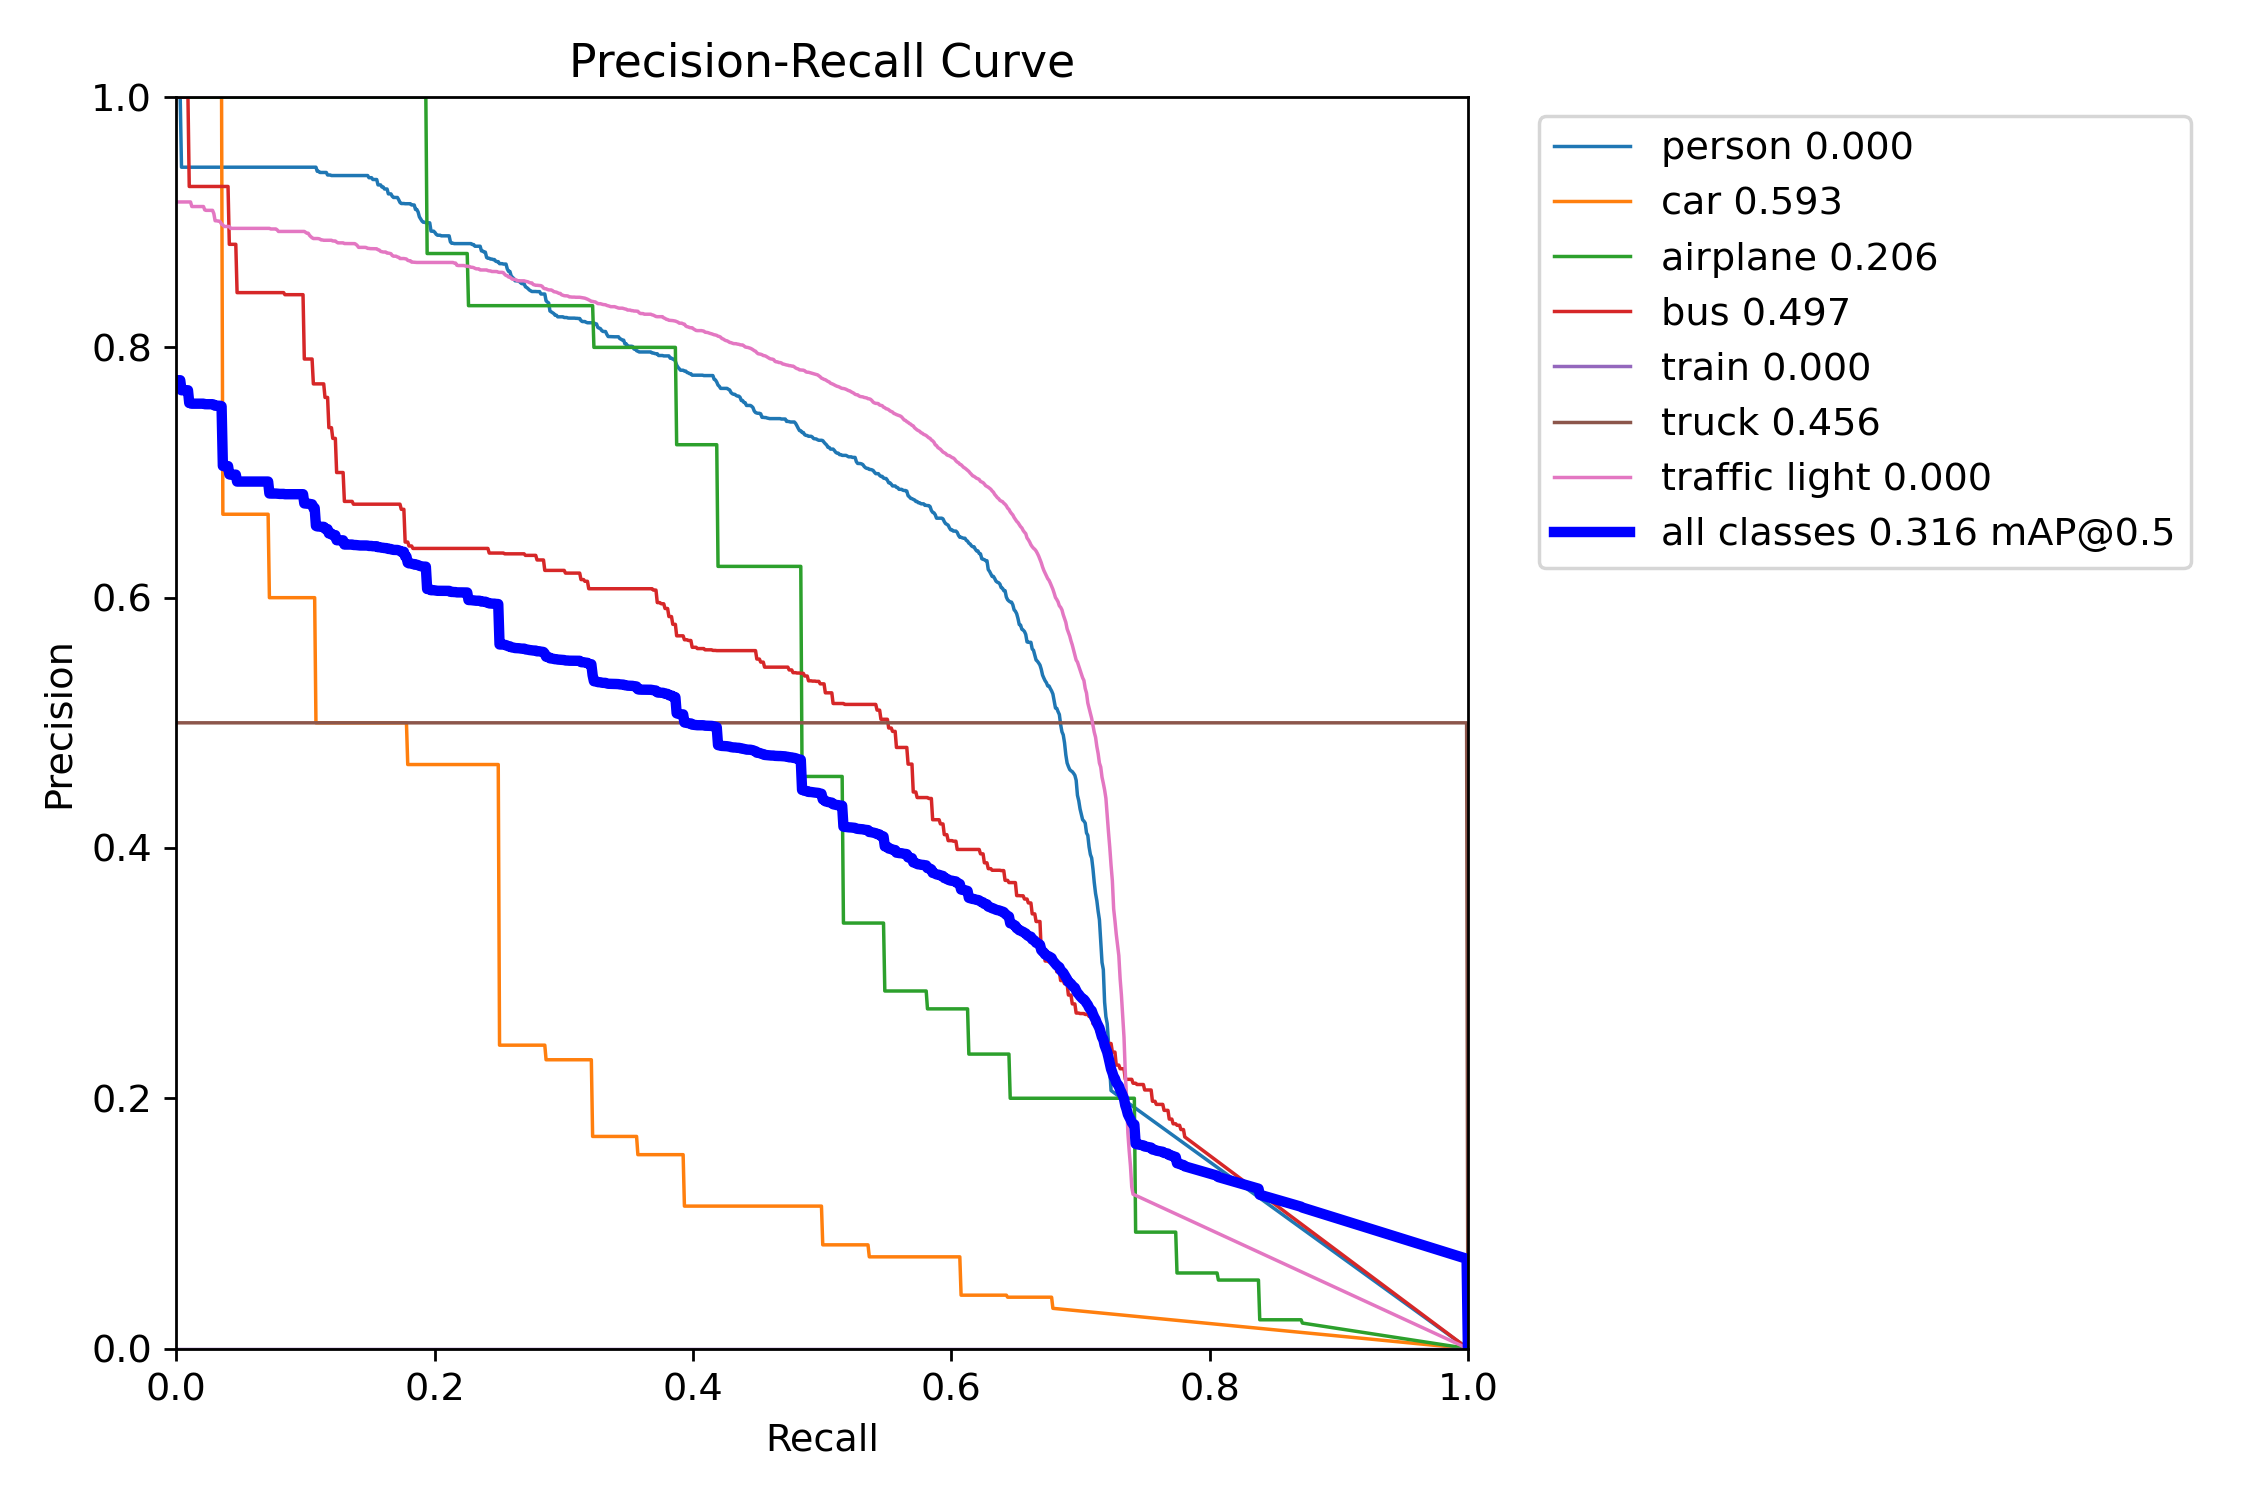 Precision-Recall Curve
1.0
0.8
0.6
0.4
0.2
0.0
Precision
0.0 0.2 0.4 0.6 0.8 1.0
Recall
person 0.000
car 0.593
airplane 0.206
bus 0.497
train 0.000
truck 0.456
traffic light 0.000
all classes 0.316 mAP@0.5